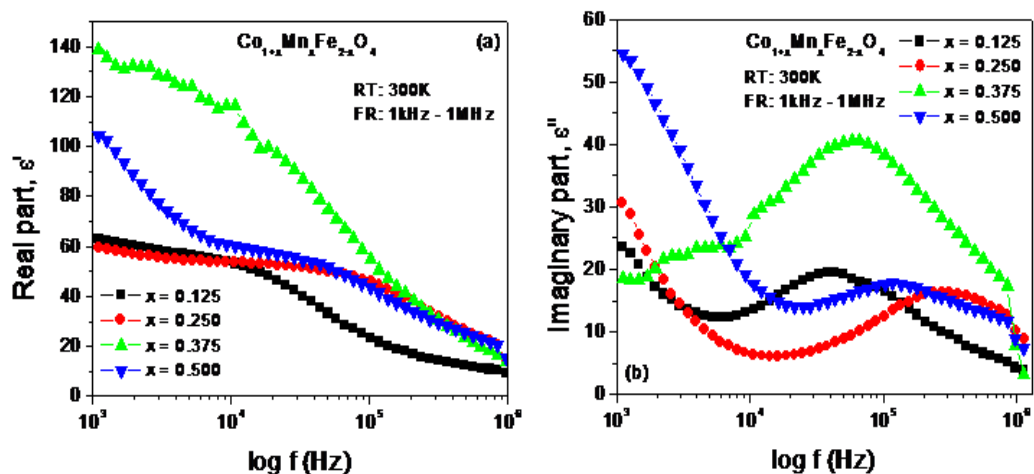 Co₁₊ₓMnₓFe₂₋ₓO₄ (a)
RT: 300K
FR: 1kHz - 1MHz
Real part, ε'
140
120
100
80
60
40
20
0
x = 0.125
x = 0.250
x = 0.375
x = 0.500
10³ 10⁴ 10⁵ 10⁶
log f (Hz)
Co₁₊ₓMnₓFe₂₋ₓO₄
RT: 300K
FR: 1kHz - 1MHz
x = 0.125
x = 0.250
x = 0.375
x = 0.500
Imaginary part, ε"
60
50
40
30
20
10
0
(b)
10³ 10⁴ 10⁵ 10⁶
log f (Hz)